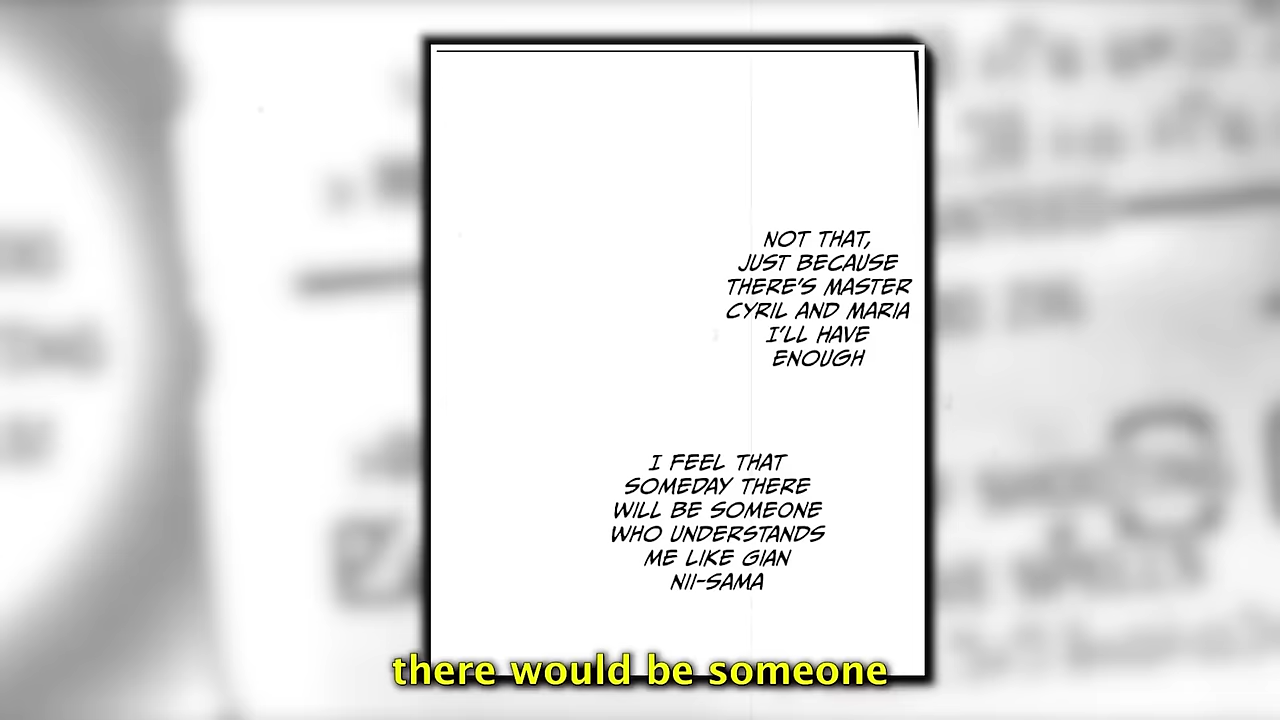 NOT THAT,
JUST BECAUSE
THERE'S MASTER
CYRIL AND MARIA
I'LL HAVE
ENOUGH
I FEEL THAT
SOMEDAY THERE
WILL BE SOMEONE
WHO UNDERSTANDS
ME LIKE GIAN
NII-SAMA
there would be someone